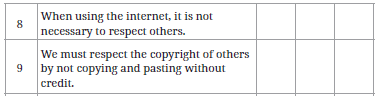 8
When using the internet, it is not
necessary to respect others.
9
We must respect the copyright of others
by not copying and pasting without
credit.